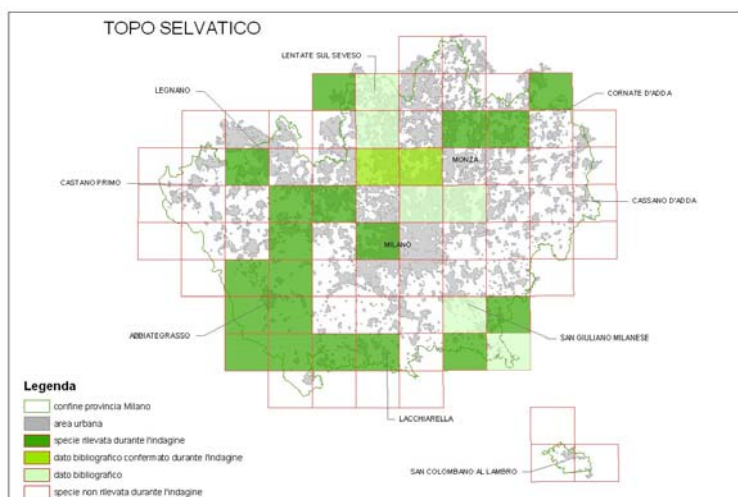 TOPO SELVATICO
LENTATE SUL SEVESO
LEGNANO
CORNATE D'ADDA
MONZA
CASTANO PRIMO
CASSANO D'ADDA
MILANO
ABBIATEGRASSO
SAN GIULIANO MILANESE
LACCHIARELLA
SAN COLOMBANO AL LAMBRO
Legenda
confine provincia Milano
area urbana
specie rilevata durante l'indagine
dato bibliografico confermato durante l'indagine
dato bibliografico
specie non rilevata durante l'indagine